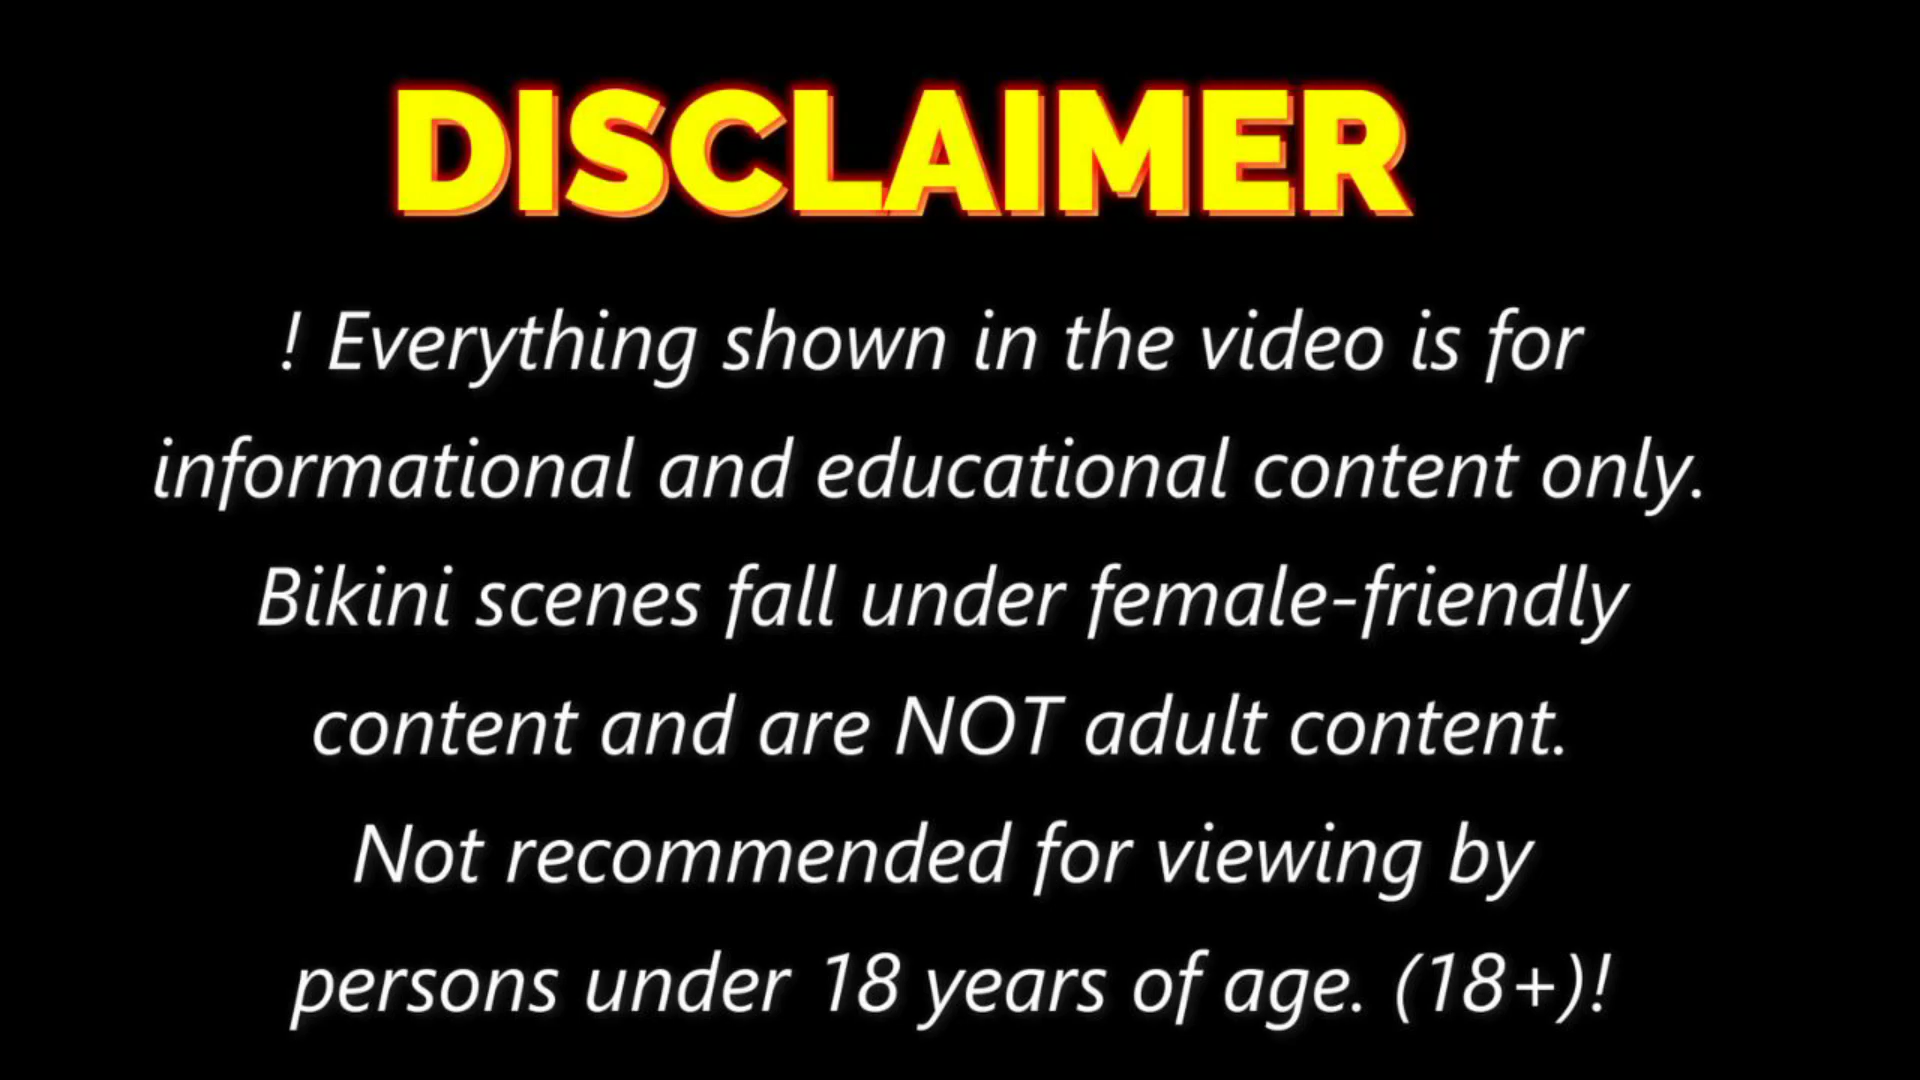 DISCLAIMER
! Everything shown in the video is for
informational and educational content only.
Bikini scenes fall under female-friendly
content and are NOT adult content.
Not recommended for viewing by
persons under 18 years of age. (18+)!